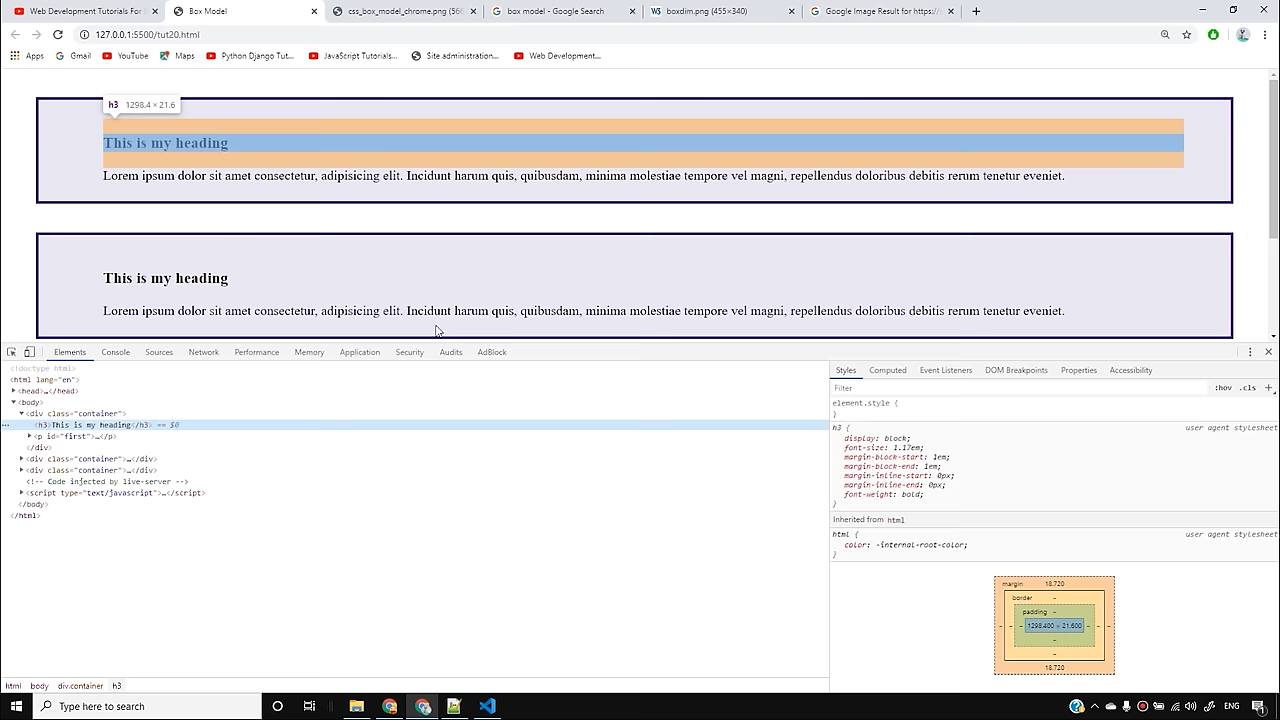 Web Development Tutorials For
Box Model
css_box_model_chrome.png (5
box model - Google Search
boxdim.png (455×340)
Google Image Result for https://
127.0.0.1:5500/tut20.html
Apps
Gmail
YouTube
Maps
Python Django Tut...
JavaScript Tutorials...
Site administration...
Web Development...
h3 1298.4 × 21.6
This is my heading
Lorem ipsum dolor sit amet consectetur, adipisicing elit. Incidunt harum quis, quibusdam, minima molestiae tempore vel magni, repellendus doloribus debitis rerum tenetur eveniet.
This is my heading
Lorem ipsum dolor sit amet consectetur, adipisicing elit. Incidunt harum quis, quibusdam, minima molestiae tempore vel magni, repellendus doloribus debitis rerum tenetur eveniet.
Elements Console Sources Network Performance Memory Application Security Audits AdBlock
<!doctype html>
<html lang="en">
<head>…</head>
<body>
<div class="container">
<h3>This is my heading</h3> == $0
<p id="first">…</p>
</div>
<div class="container">…</div>
<div class="container">…</div>
<!-- Code injected by live-server -->
<script type="text/javascript">…</script>
</body>
</html>
html body div.container h3
Styles Computed Event Listeners DOM Breakpoints Properties Accessibility
Filter :hov .cls
element.style {
}
h3 { user agent stylesheet
display: block;
font-size: 1.17em;
margin-block-start: 1em;
margin-block-end: 1em;
margin-inline-start: 0px;
margin-inline-end: 0px;
font-weight: bold;
}
Inherited from html
html { user agent stylesheet
color: -internal-root-color;
}
margin 18.720
border –
padding –
– – – 1298.400 × 21.600 – – –
–
–
18.720
Type here to search
ENG